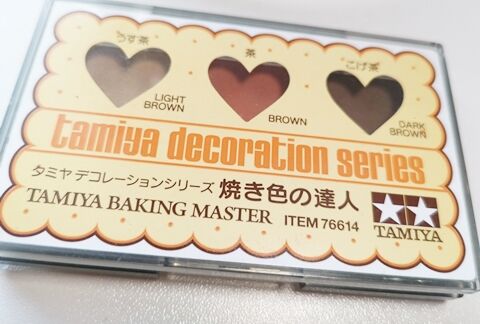 うす茶 茶 こげ茶
LIGHT BROWN BROWN DARK BROWN
tamiya decoration series
タミヤ デコレーションシリーズ 焼き色の達人
TAMIYA BAKING MASTER ITEM 76614 TAMIYA